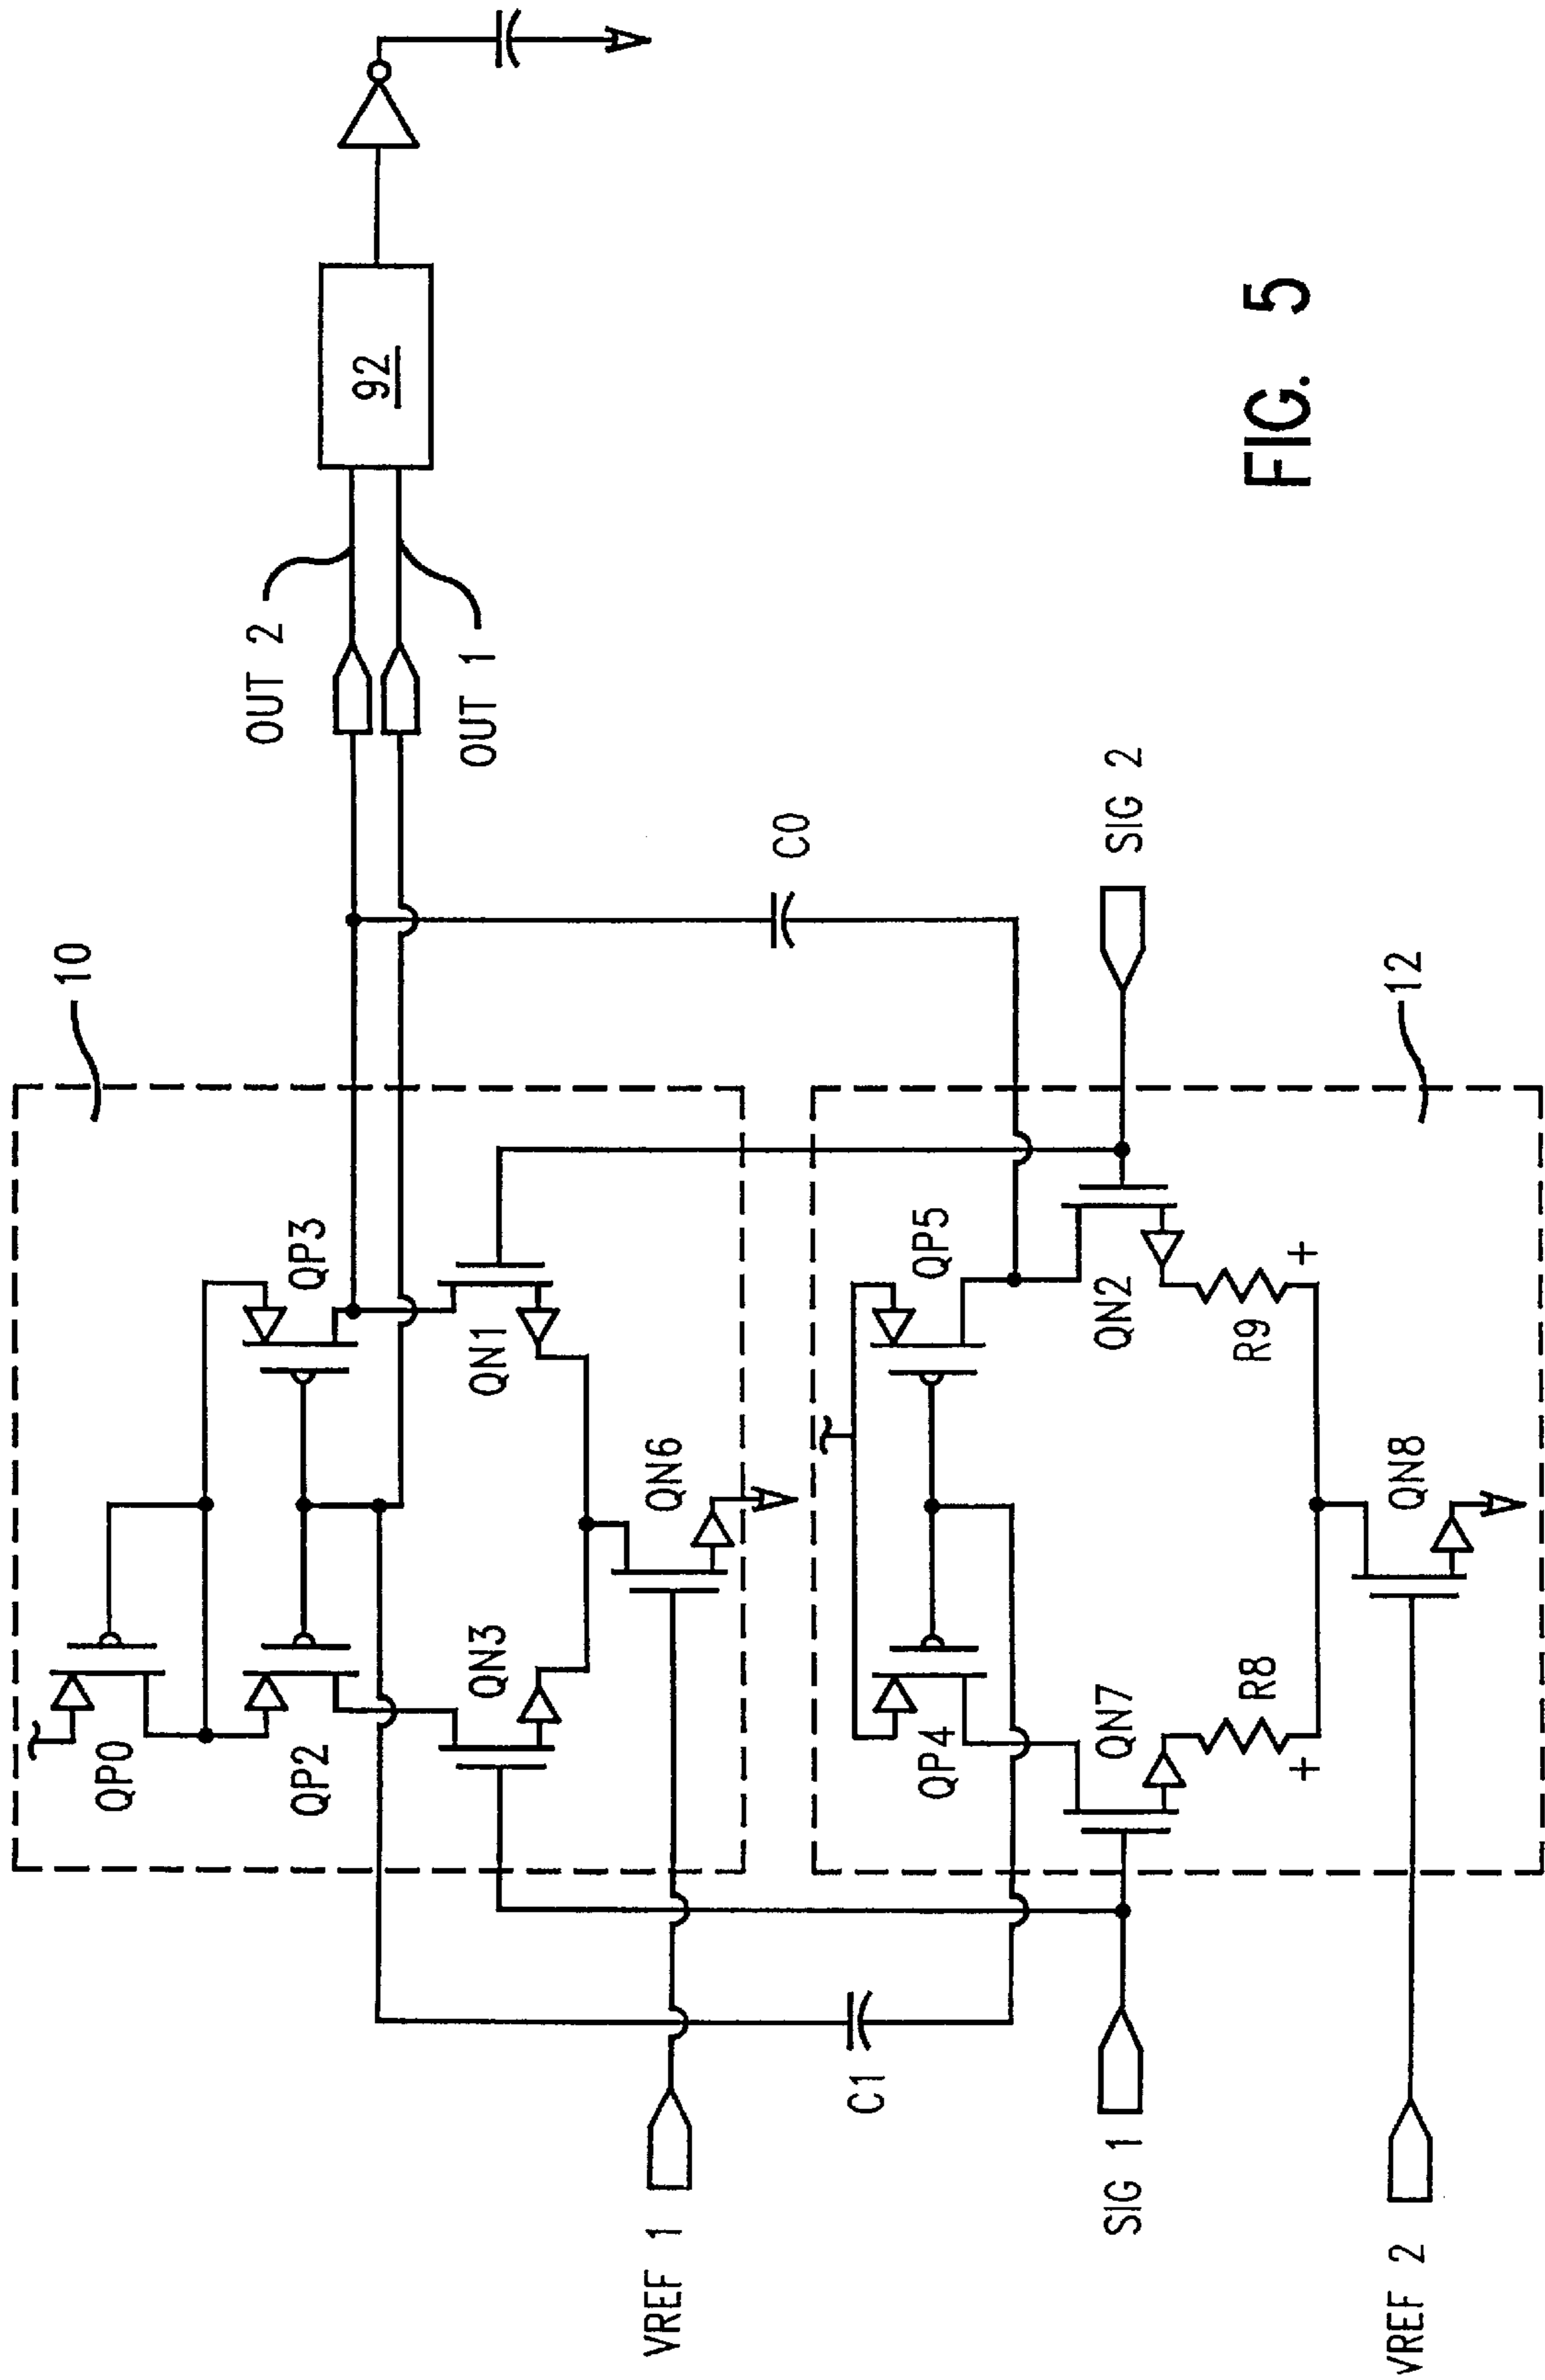 10
QP0
QP2
QP3
OUT 2
92
OUT 1
QN3
QN1
QN6
VREF 1
C0
C1
QP4
QP5
SIG 2
SIG 1
QN7
QN2
R8
R9
+
+
QN8
12
VREF 2
FIG. 5